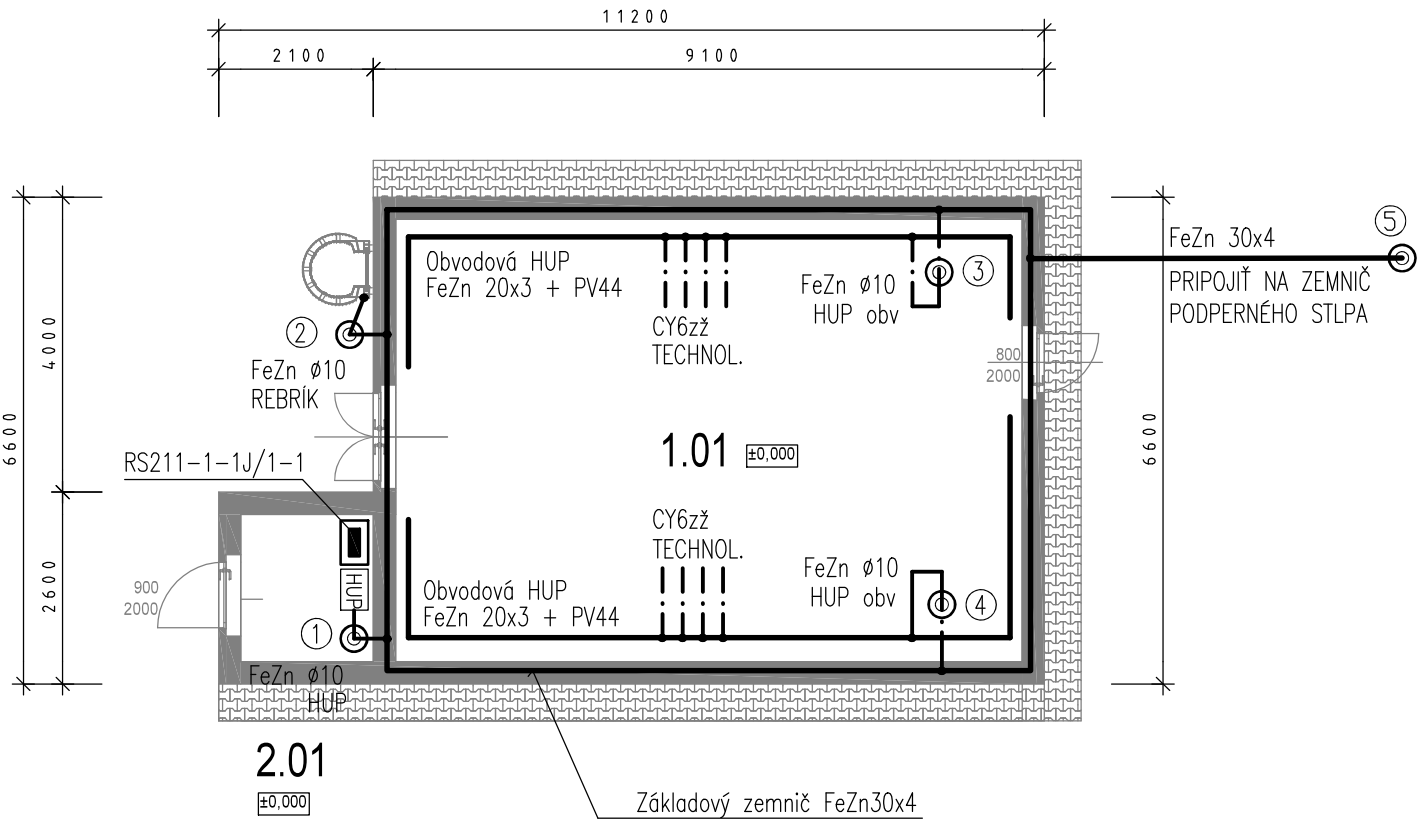 11200
2100
9100
5
FeZn 30x4
PRIPOJIŤ NA ZEMNIČ
PODPERNÉHO STLPA
Obvodová HUP
FeZn 20x3 + PV44
3
FeZn ø10
HUP obv
CY6zž
TECHNOL.
2
FeZn ø10
REBRÍK
4000
6600
800
2000
6600
1.01
±0,000
RS211-1-1J/1-1
CY6zž
TECHNOL.
FeZn ø10
HUP obv
4
2600
900
2000
HUP
Obvodová HUP
FeZn 20x3 + PV44
1
FeZn ø10
HUP
2.01
±0,000
Základový zemnič FeZn30x4